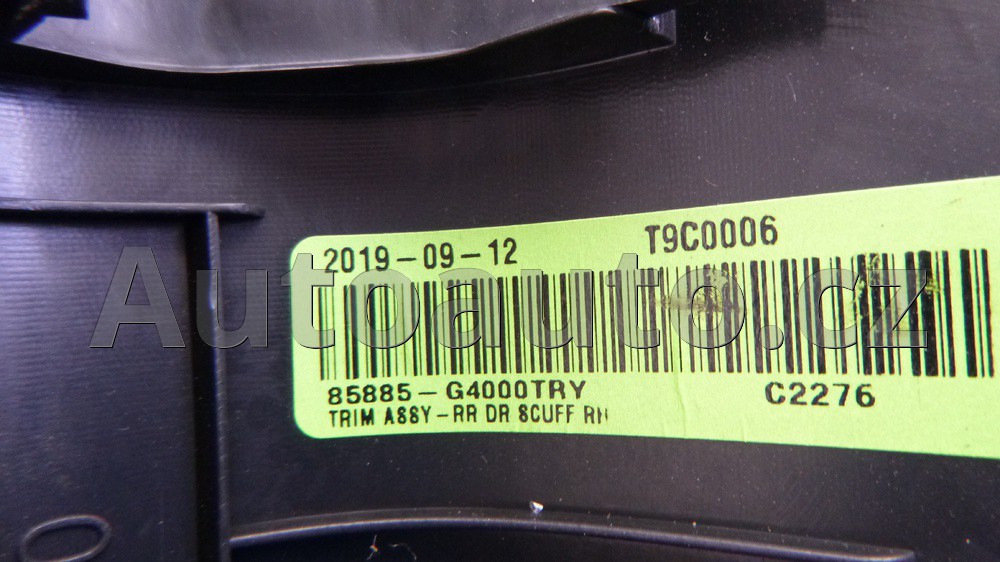 2019-09-12 T9C0006
Autoauto.cz
85885-G4000TRY C2276
TRIM ASSY-RR DR SCUFF RH